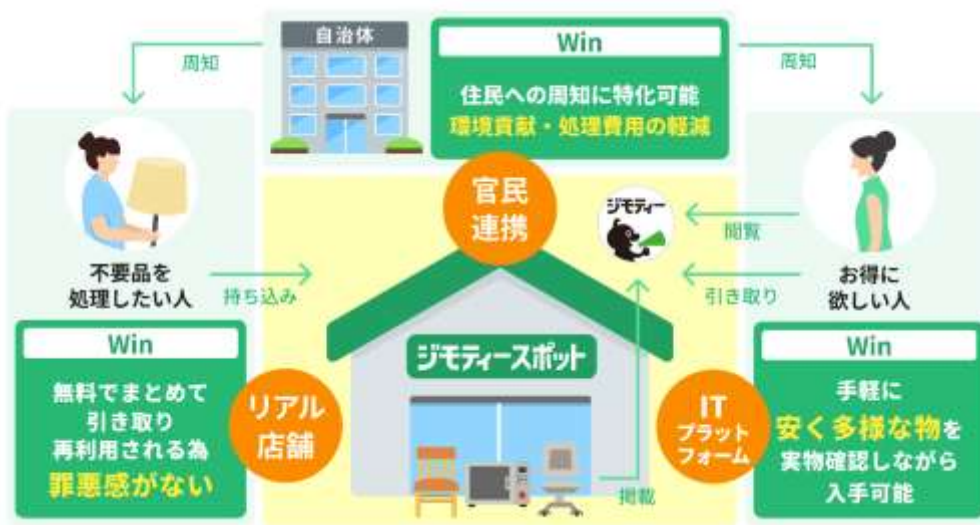 自治体
Win
住民への周知に特化可能
環境貢献・処理費用の軽減
周知
周知
官民
連携
ジモティー
閲覧
不要品を
処理したい人
持ち込み
お得に
欲しい人
引き取り
Win
無料でまとめて
引き取り
再利用される為
罪悪感がない
リアル
店舗
ジモティースポット
掲載
IT
プラット
フォーム
Win
手軽に
安く多様な物を
実物確認しながら
入手可能